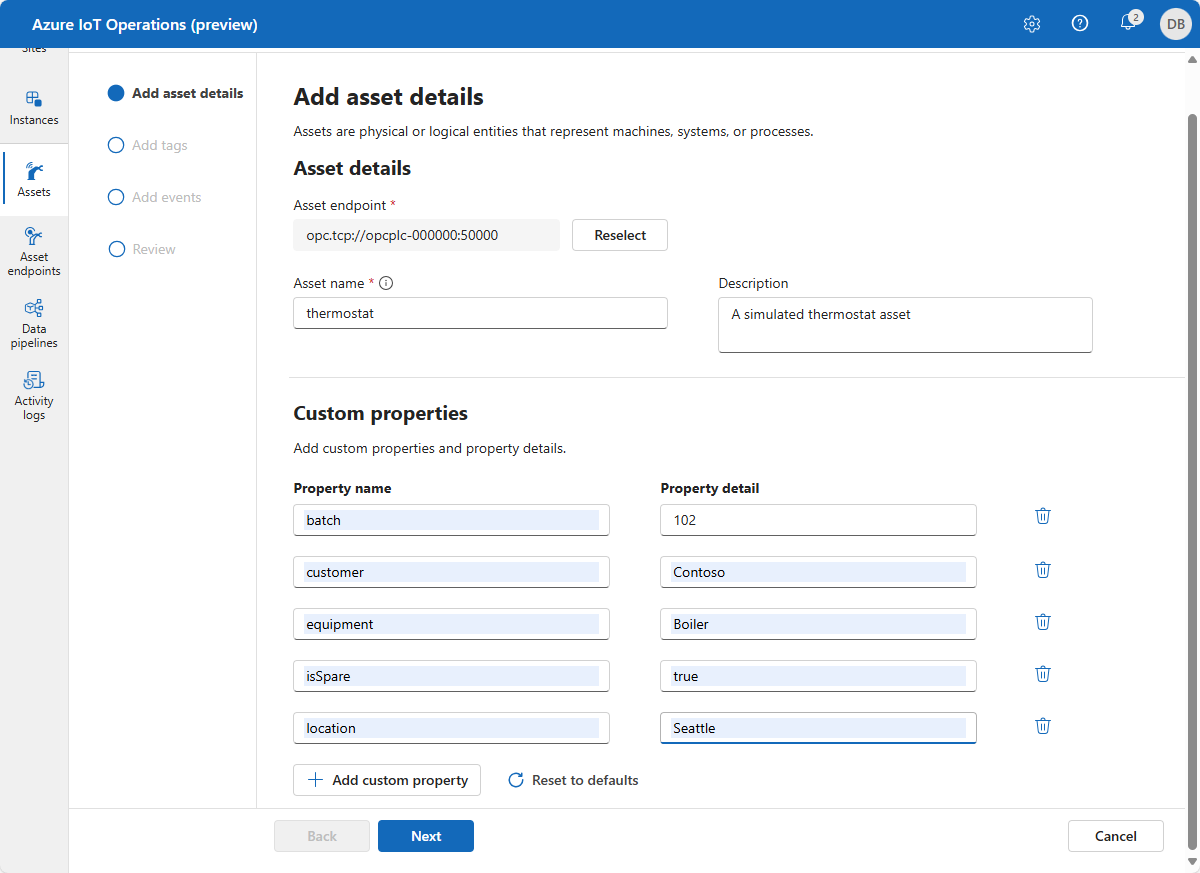 Azure IoT Operations (preview)
2
DB
Sites
Instances
Assets
Asset
endpoints
Data
pipelines
Activity
logs
Add asset details
Add tags
Add events
Review
Add asset details
Assets are physical or logical entities that represent machines, systems, or processes.
Asset details
Asset endpoint *
opc.tcp://opcplc-000000:50000
Reselect
Asset name *
Description
thermostat
A simulated thermostat asset
Custom properties
Add custom properties and property details.
Property name
Property detail
batch
102
customer
Contoso
equipment
Boiler
isSpare
true
location
Seattle
Add custom property
Reset to defaults
Back
Next
Cancel